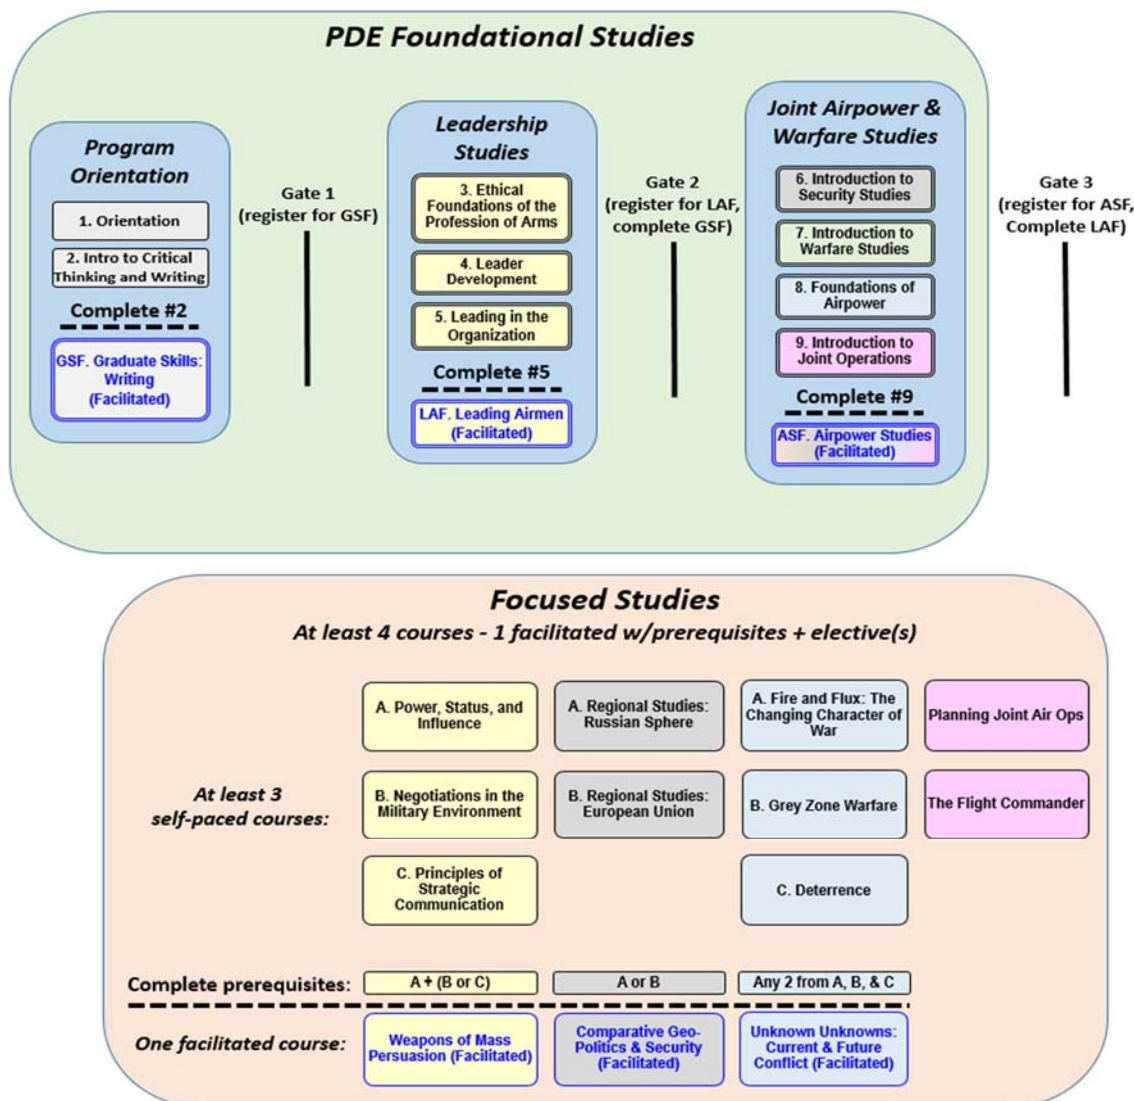 PDE Foundational Studies
Program
Orientation
1. Orientation
2. Intro to Critical
Thinking and Writing
Complete #2
GSF. Graduate Skills:
Writing
(Facilitated)
Gate 1
(register for GSF)
Leadership
Studies
3. Ethical
Foundations of the
Profession of Arms
4. Leader
Development
5. Leading in the
Organization
Complete #5
LAF. Leading Airmen
(Facilitated)
Gate 2
(register for LAF,
complete GSF)
Joint Airpower &
Warfare Studies
6. Introduction to
Security Studies
7. Introduction to
Warfare Studies
8. Foundations of
Airpower
9. Introduction to
Joint Operations
Complete #9
ASF. Airpower Studies
(Facilitated)
Gate 3
(register for ASF,
Complete LAF)
Focused Studies
At least 4 courses - 1 facilitated w/prerequisites + elective(s)
At least 3
self-paced courses:
A. Power, Status, and
Influence
A. Regional Studies:
Russian Sphere
A. Fire and Flux: The
Changing Character of
War
Planning Joint Air Ops
B. Negotiations in the
Military Environment
B. Regional Studies:
European Union
B. Grey Zone Warfare
The Flight Commander
C. Principles of
Strategic
Communication
C. Deterrence
Complete prerequisites:
A + (B or C)
A or B
Any 2 from A, B, & C
One facilitated course:
Weapons of Mass
Persuasion (Facilitated)
Comparative Geo-
Politics & Security
(Facilitated)
Unknown Unknowns:
Current & Future
Conflict (Facilitated)